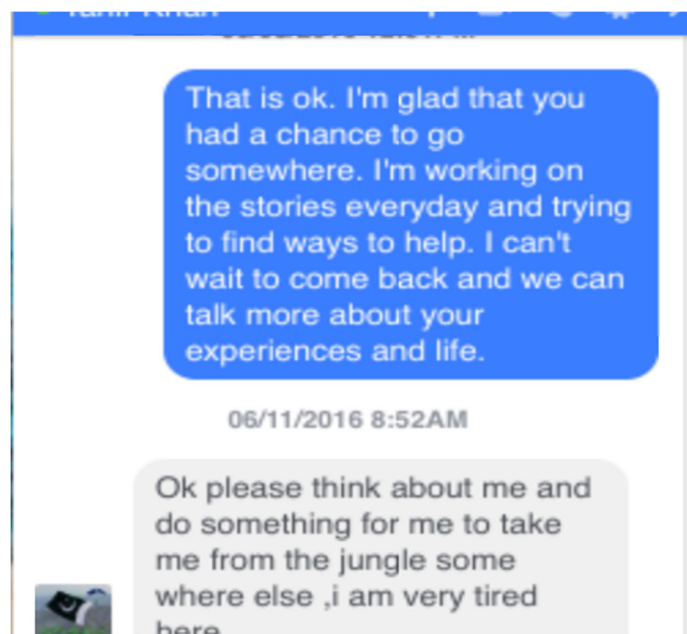 That is ok. I'm glad that you
had a chance to go
somewhere. I'm working on
the stories everyday and trying
to find ways to help. I can't
wait to come back and we can
talk more about your
experiences and life.
06/11/2016 8:52AM
Ok please think about me and
do something for me to take
me from the jungle some
where else ,i am very tired
here